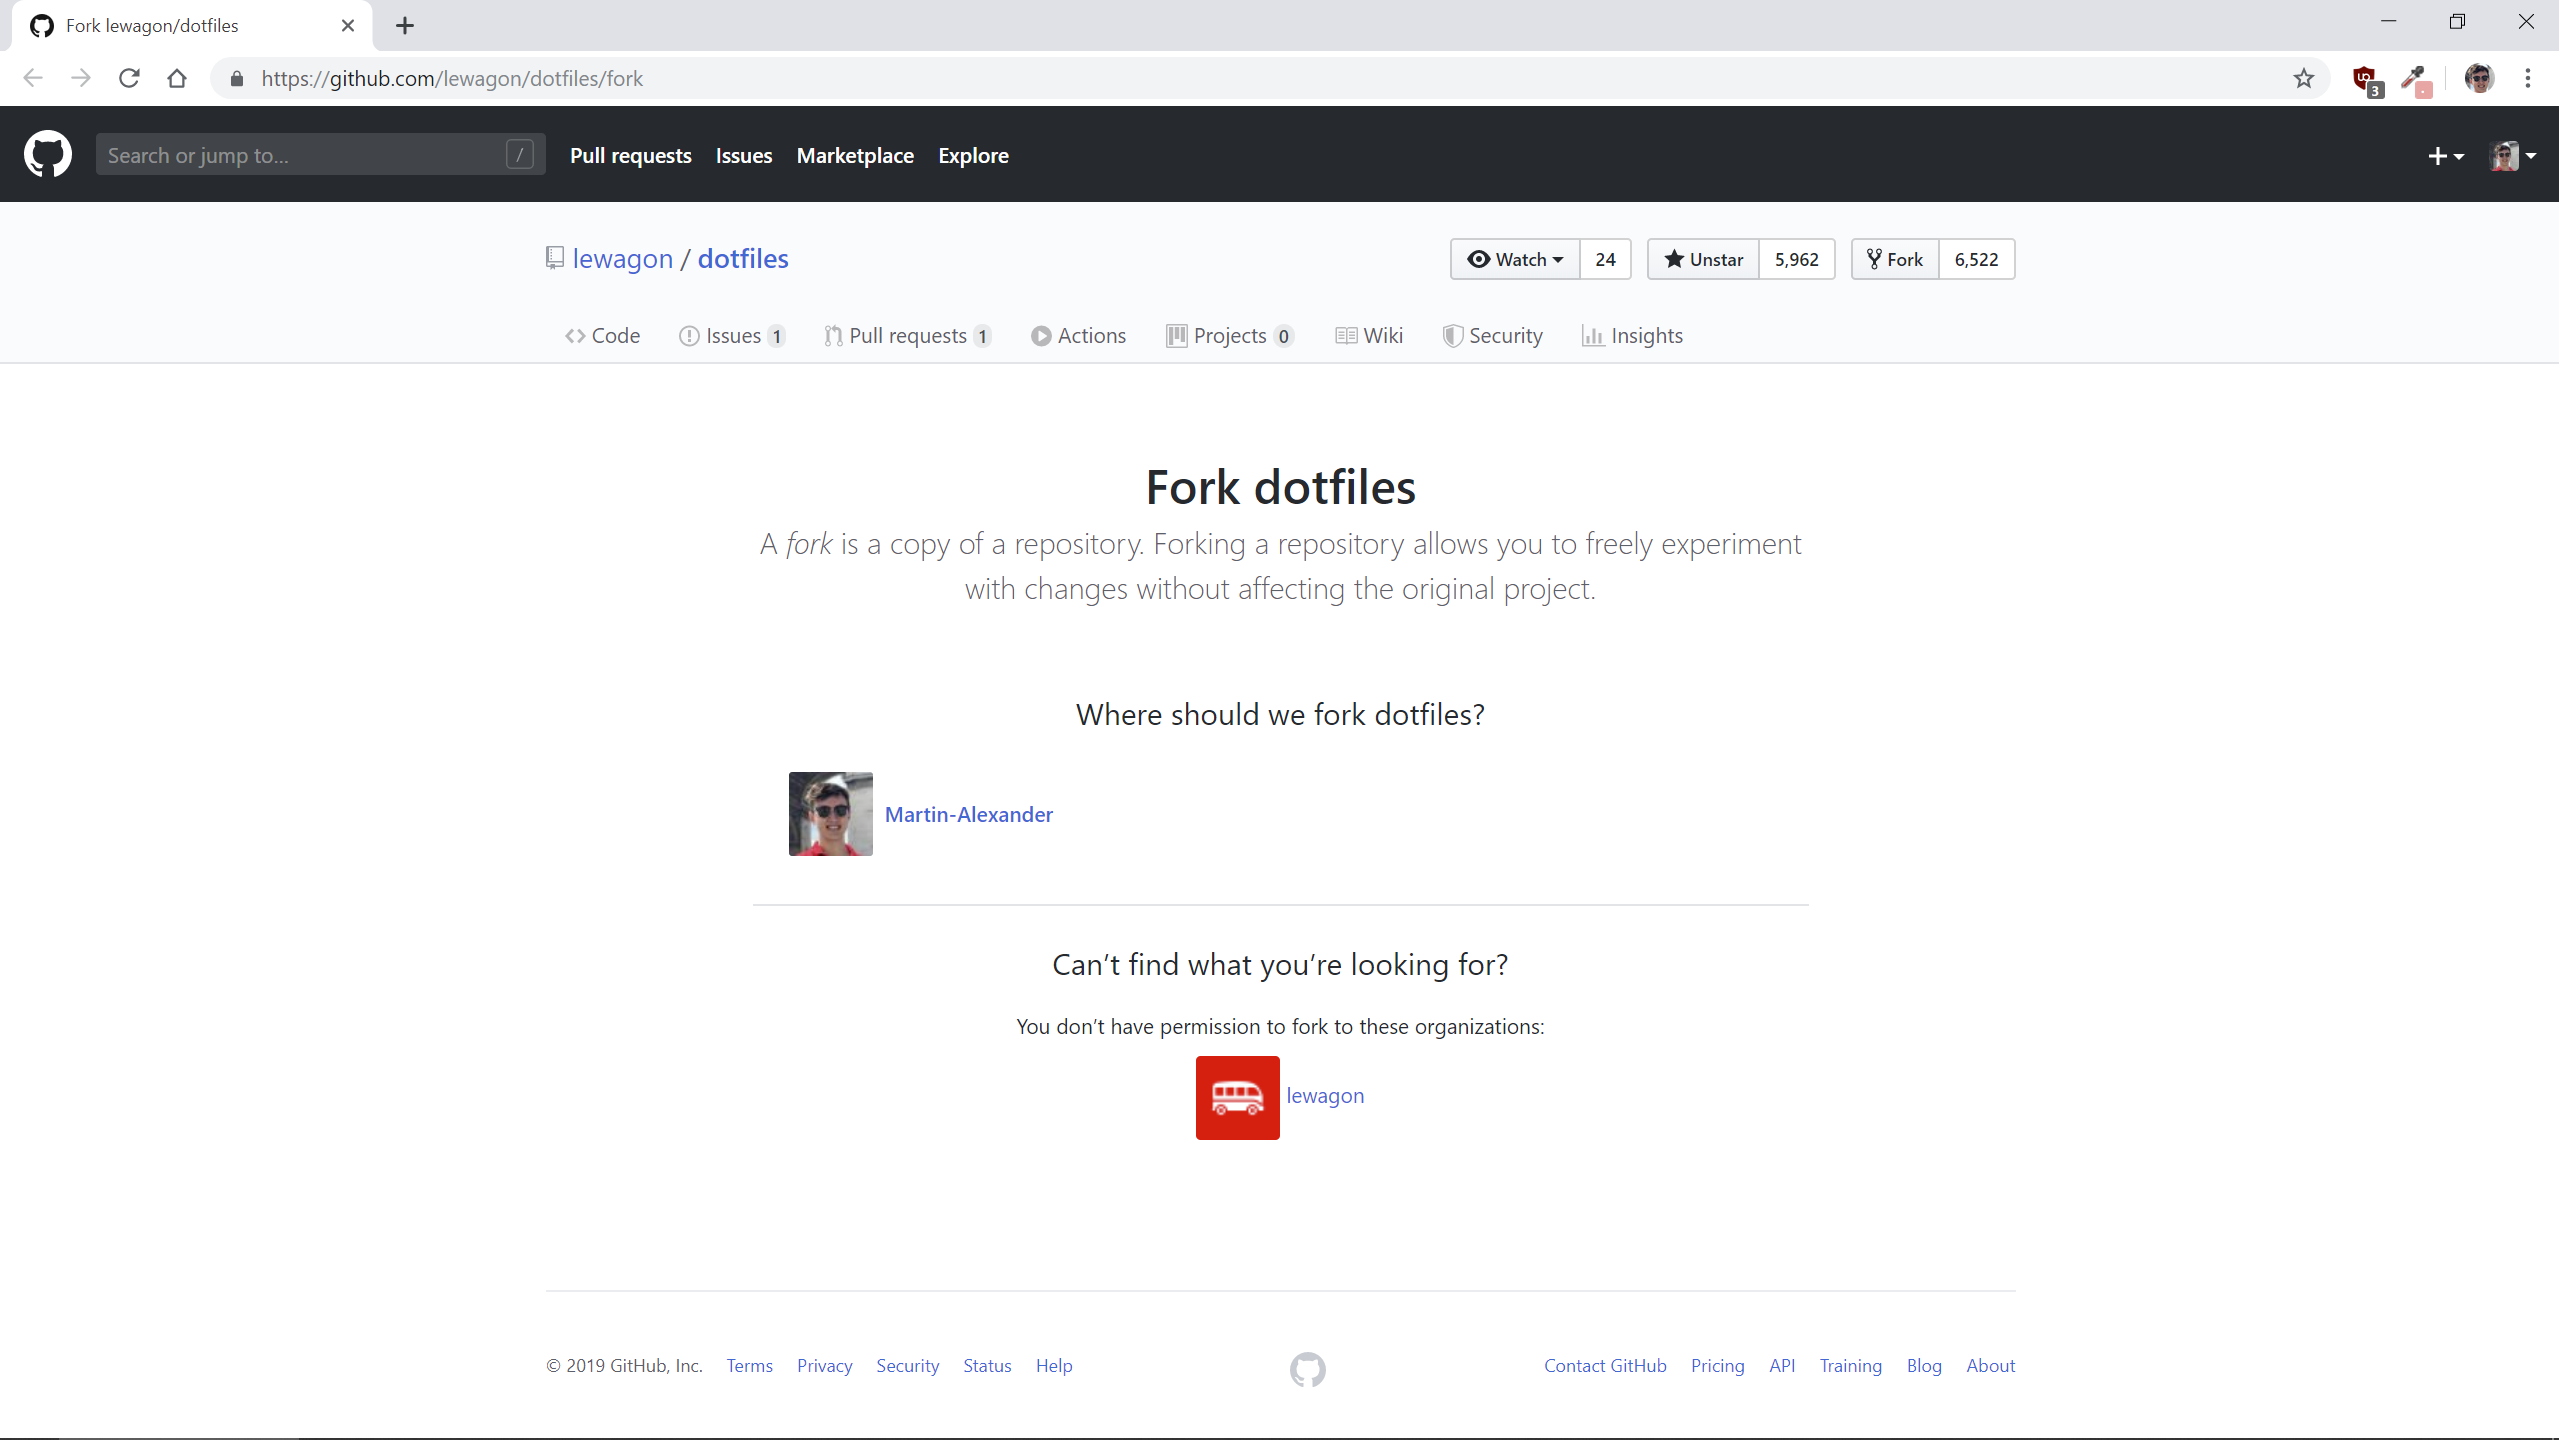 Fork lewagon/dotfiles
https://github.com/lewagon/dotfiles/fork
3
Search or jump to...
/
Pull requests Issues Marketplace Explore
lewagon / dotfiles
Watch 24 Unstar 5,962 Fork 6,522
Code Issues 1 Pull requests 1 Actions Projects 0 Wiki Security Insights
Fork dotfiles
A fork is a copy of a repository. Forking a repository allows you to freely experiment
with changes without affecting the original project.
Where should we fork dotfiles?
Martin-Alexander
Can’t find what you’re looking for?
You don’t have permission to fork to these organizations:
lewagon
© 2019 GitHub, Inc. Terms Privacy Security Status Help
Contact GitHub Pricing API Training Blog About